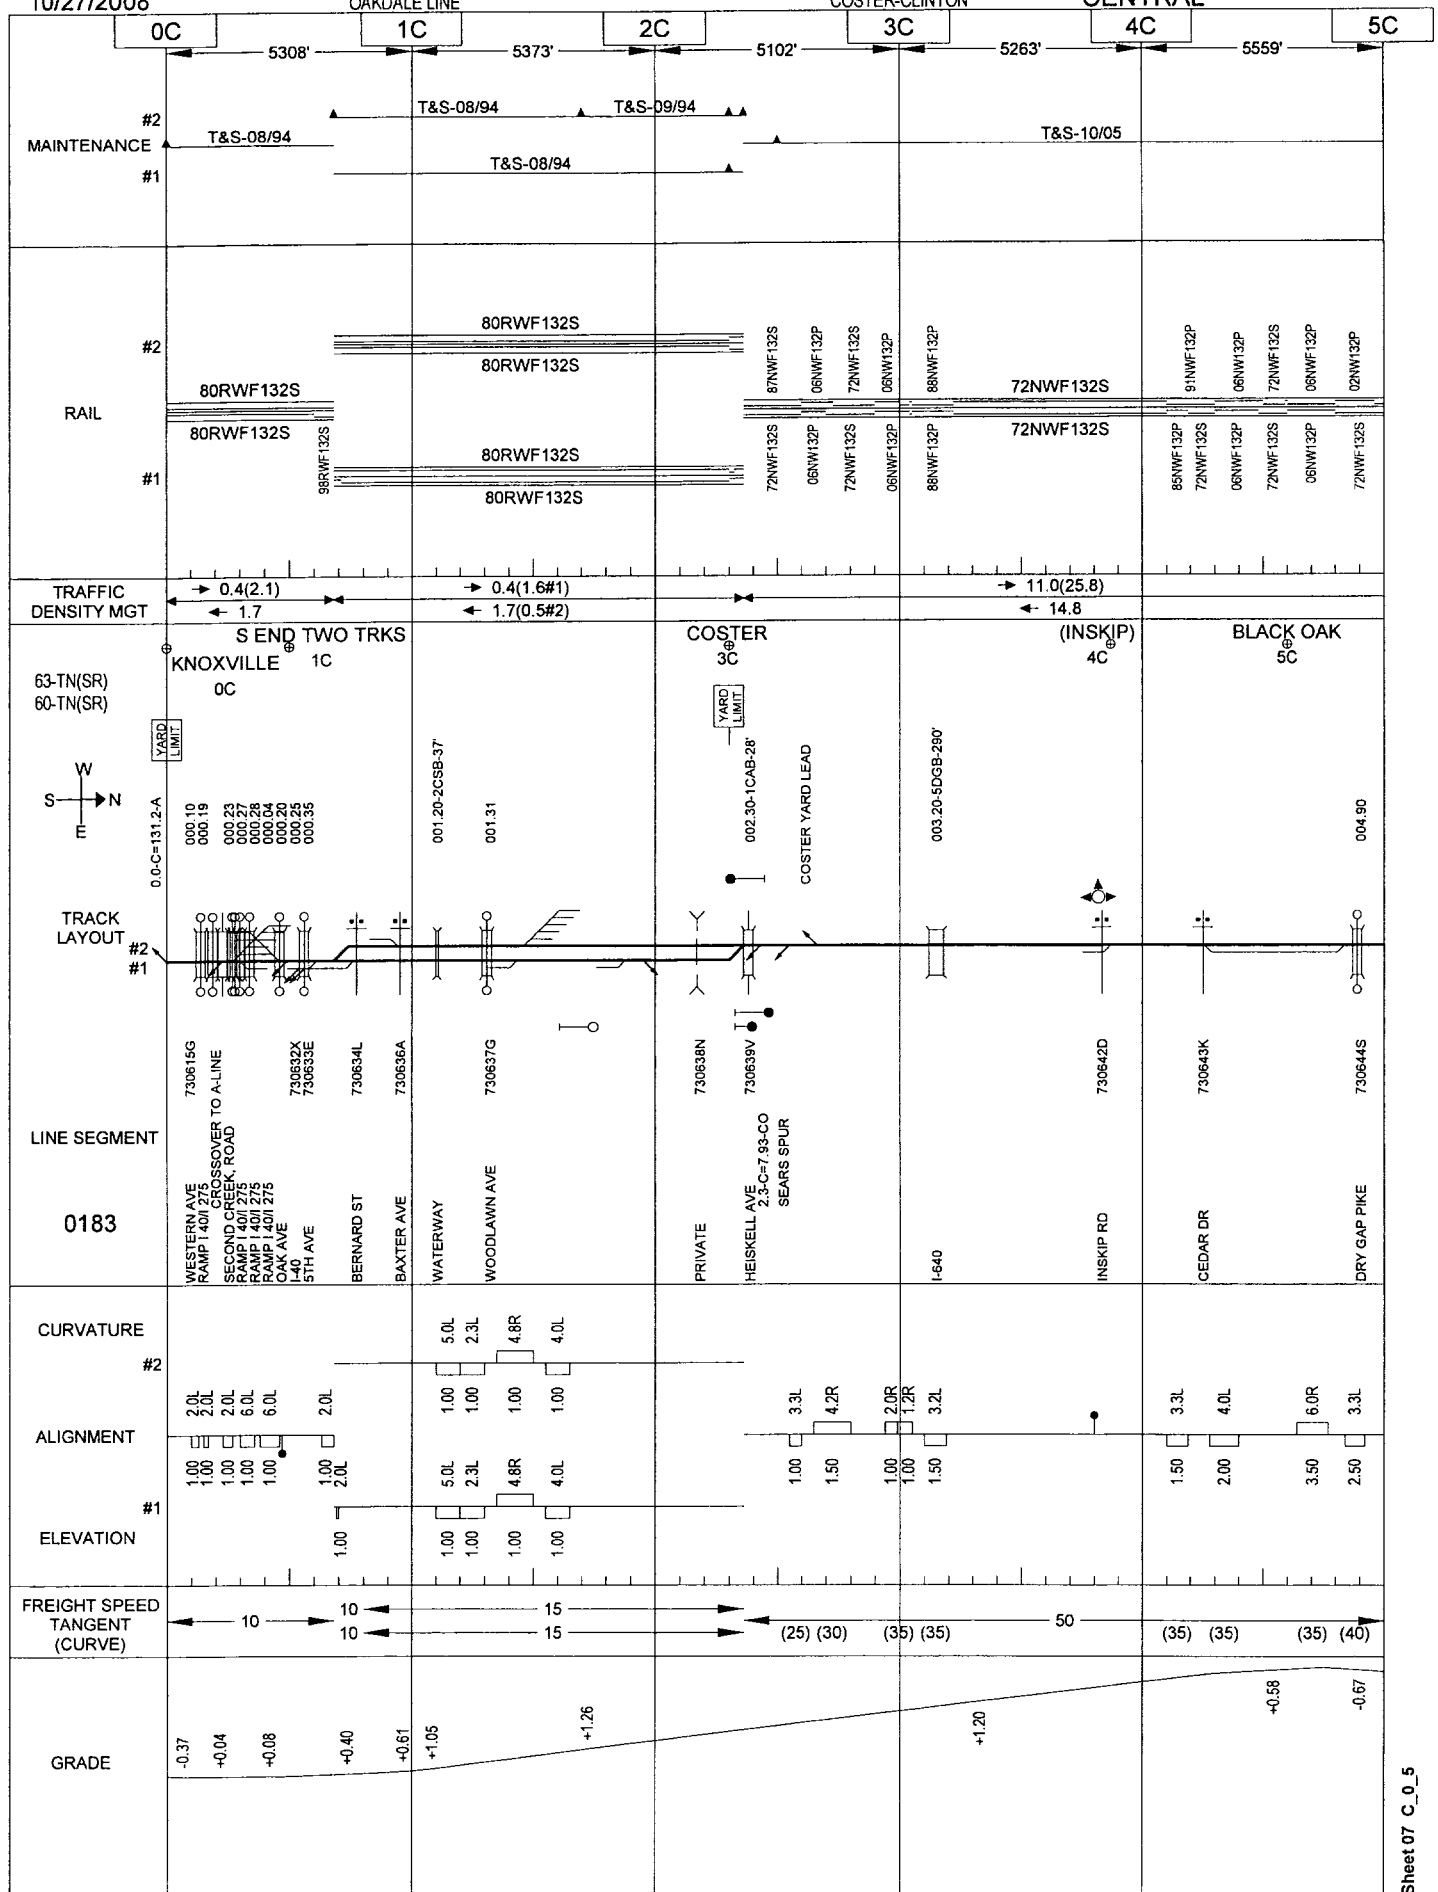 10/27/2008 OAKDALE LINE COSTER-CLINTON CENTRAL
0C 1C 2C 3C 4C 5C
5308' 5373' 5102' 5263' 5559'
#2 T&S-08/94 T&S-09/94
MAINTENANCE T&S-08/94 T&S-10/05
#1 T&S-08/94
80RWF132S
#2
80RWF132S
80RWF132S 72NWF132S
RAIL
80RWF132S 72NWF132S
80RWF132S
#1
80RWF132S
98RWF132S
87NWF132S 06NWF132P 72NWF132S 06NW132P 88NWF132P 91NWF132P 06NW132P 72NWF132S 06NWF132P 02NW132P
72NWF132S 06NW132P 72NWF132S 06NWF132P 88NWF132P 85NWF132P 72NWF132S 06NWF132P 72NWF132S 06NW132P 72NWF132S
TRAFFIC
DENSITY MGT
0.4(2.1) 0.4(1.6#1) 11.0(25.8)
1.7 1.7(0.5#2) 14.8
S END TWO TRKS COSTER (INSKIP) BLACK OAK
1C 3C 4C 5C
KNOXVILLE
0C
63-TN(SR)
60-TN(SR)
YARD LIMIT
YARD LIMIT
W
S N
E
0.0-C=131.2-A
000.10
000.19
000.23
000.27
000.28
000.04
000.20
000.25
000.35
001.20-2CSB-37'
001.31
002.30-1CAB-28'
COSTER YARD LEAD
003.20-5DGB-290'
004.90
TRACK
LAYOUT
#2
#1
730615G
730632X
730633E
730634L
730636A
730637G
730638N
730639V
730642D
730643K
730644S
LINE SEGMENT
0183
WESTERN AVE
RAMP I 40/I 275
CROSSOVER TO A-LINE
SECOND CREEK, ROAD
RAMP I 40/I 275
RAMP I 40/I 275
RAMP I 40/I 275
OAK AVE
I-40
5TH AVE
BERNARD ST
BAXTER AVE
WATERWAY
WOODLAWN AVE
PRIVATE
HEISKELL AVE
2.3-C=7.93-CO
SEARS SPUR
I-640
INSKIP RD
CEDAR DR
DRY GAP PIKE
CURVATURE
#2
5.0L 2.3L 4.8R 4.0L
1.00 1.00 1.00 1.00
ALIGNMENT
2.0L 2.0L 2.0L 6.0L 6.0L 2.0L 3.3L 4.2R 2.0R 1.2R 3.2L 3.3L 4.0L 6.0R 3.3L
1.00 1.00 1.00 1.00 1.00 1.00 1.00 1.50 1.00 1.00 1.50 1.50 2.00 3.50 2.50
#1
2.0L 5.0L 2.3L 4.8R 4.0L
1.00 1.00 1.00 1.00 1.00
ELEVATION
FREIGHT SPEED
TANGENT
(CURVE)
10 15
10 50
10 15
(25) (30) (35) (35) (35) (35) (35) (40)
GRADE
-0.37 +0.04 +0.08 +0.40 +0.61 +1.05 +1.26 +1.20 +0.58 -0.67
Sheet 07 C_0_5